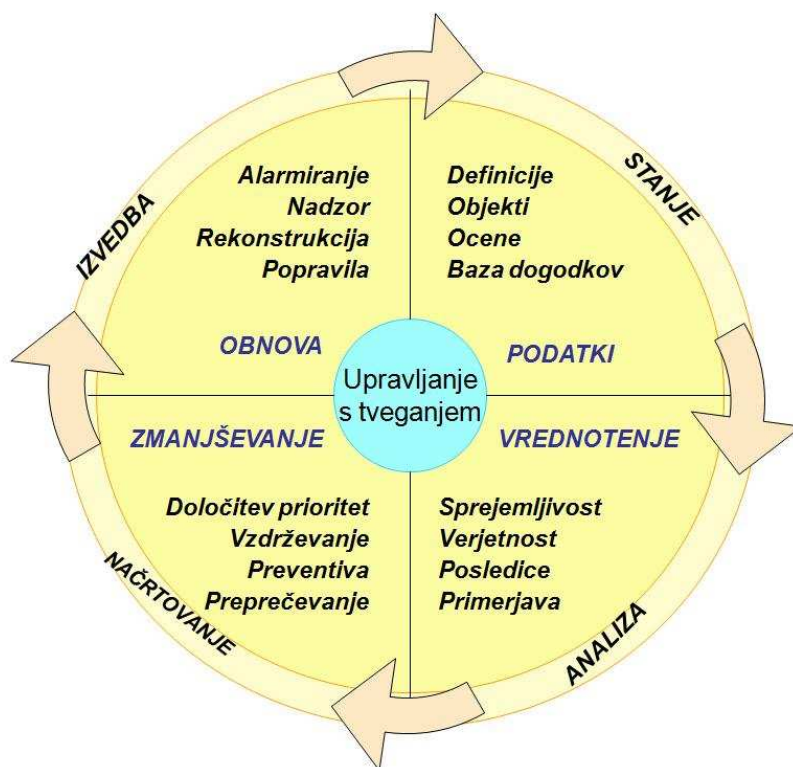 STANJE
Definicije
Objekti
Ocene
Baza dogodkov
PODATKI
VREDNOTENJE
Sprejemljivost
Verjetnost
Posledice
Primerjava
ANALIZA
ZMANJŠEVANJE
Določitev prioritet
Vzdrževanje
Preventiva
Preprečevanje
NAČRTOVANJE
IZVEDBA
Alarmiranje
Nadzor
Rekonstrukcija
Popravila
OBNOVA
Upravljanje
s tveganjem